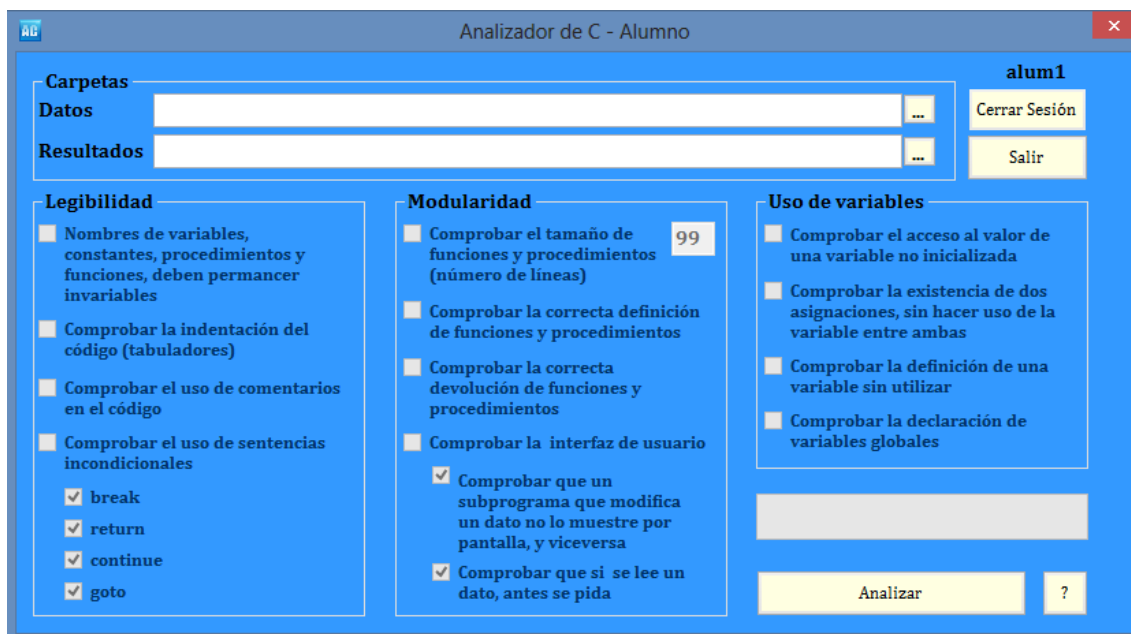 AC
Analizador de C - Alumno
Carpetas
Datos
...
Resultados
...
alum1
Cerrar Sesión
Salir
Legibilidad
Nombres de variables,
constantes, procedimientos y
funciones, deben permancer
invariables
Comprobar la indentación del
código (tabuladores)
Comprobar el uso de comentarios
en el código
Comprobar el uso de sentencias
incondicionales
break
return
continue
goto
Modularidad
Comprobar el tamaño de
funciones y procedimientos
(número de líneas)
99
Comprobar la correcta definición
de funciones y procedimientos
Comprobar la correcta
devolución de funciones y
procedimientos
Comprobar la interfaz de usuario
Comprobar que un
subprograma que modifica
un dato no lo muestre por
pantalla, y viceversa
Comprobar que si se lee un
dato, antes se pida
Uso de variables
Comprobar el acceso al valor de
una variable no inicializada
Comprobar la existencia de dos
asignaciones, sin hacer uso de la
variable entre ambas
Comprobar la definición de una
variable sin utilizar
Comprobar la declaración de
variables globales
Analizar
?